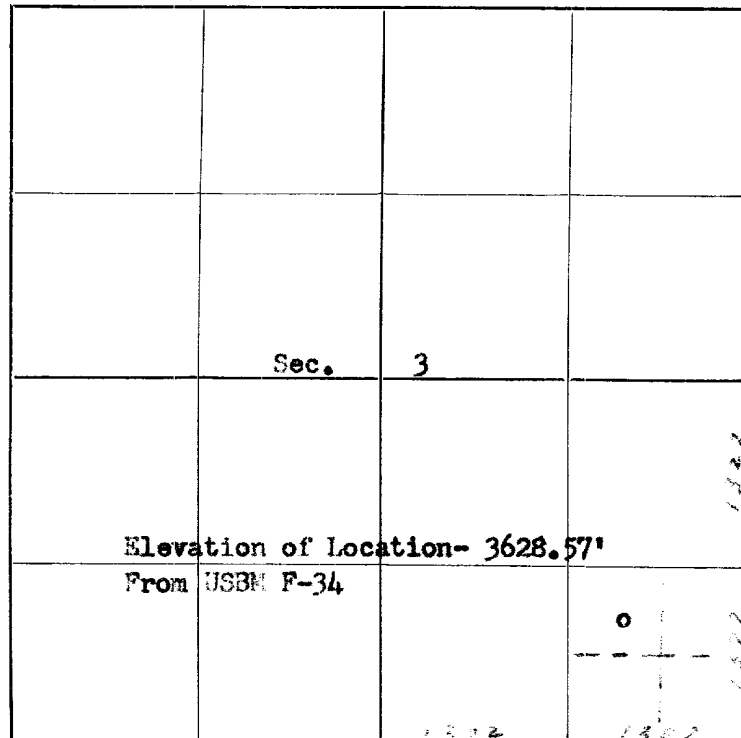 Sec. 3
Elevation of Location- 3628.57'
From USBM F-34